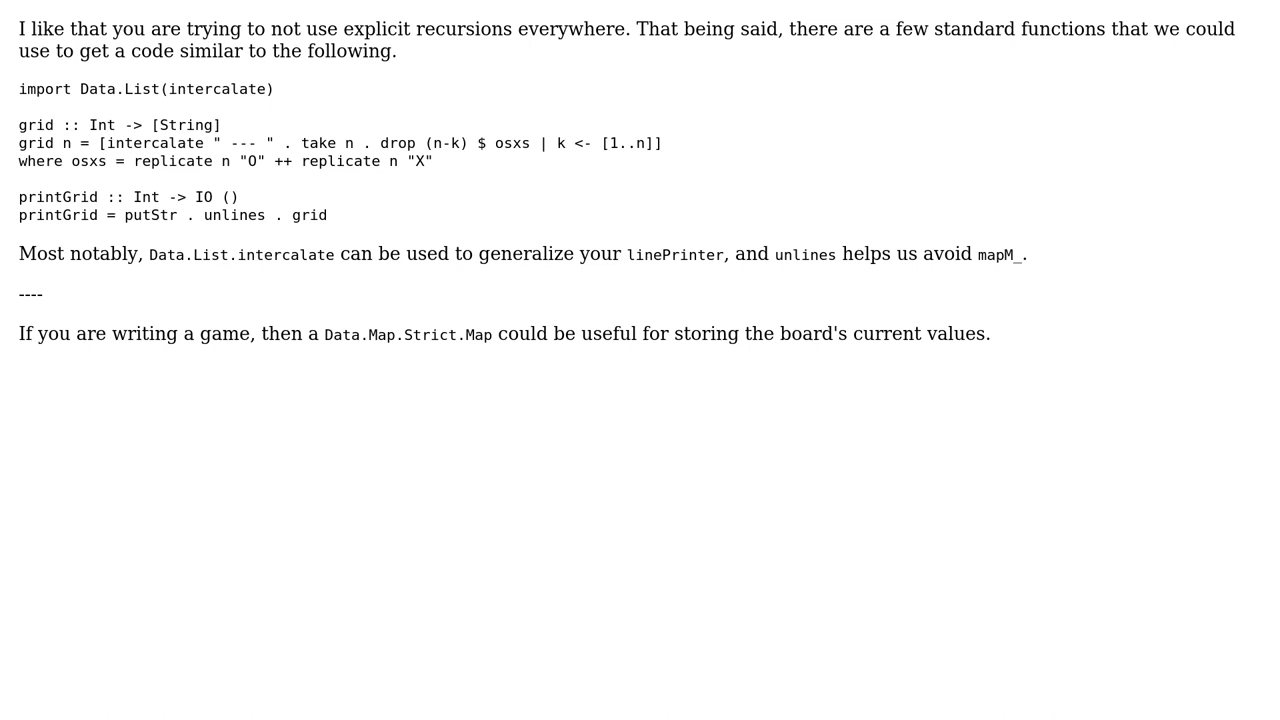 I like that you are trying to not use explicit recursions everywhere. That being said, there are a few standard functions that we could
use to get a code similar to the following.
import Data.List(intercalate)
grid :: Int -> [String]
grid n = [intercalate " --- " . take n . drop (n-k) $ osxs | k <- [1..n]]
where osxs = replicate n "O" ++ replicate n "X"
printGrid :: Int -> IO ()
printGrid = putStr . unlines . grid
Most notably, Data.List.intercalate can be used to generalize your linePrinter, and unlines helps us avoid mapM_.
----
If you are writing a game, then a Data.Map.Strict.Map could be useful for storing the board's current values.